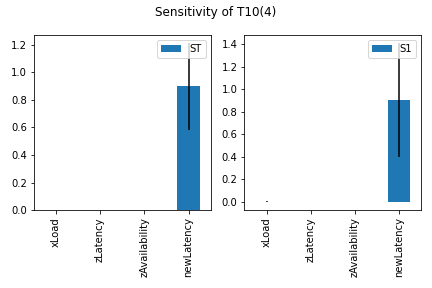 Sensitivity of T10(4)
ST
1.2
1.0
0.8
0.6
0.4
0.2
0.0
xLoad
zLatency
zAvailability
newLatency
S1
1.4
1.2
1.0
0.8
0.6
0.4
0.2
0.0
xLoad
zLatency
zAvailability
newLatency